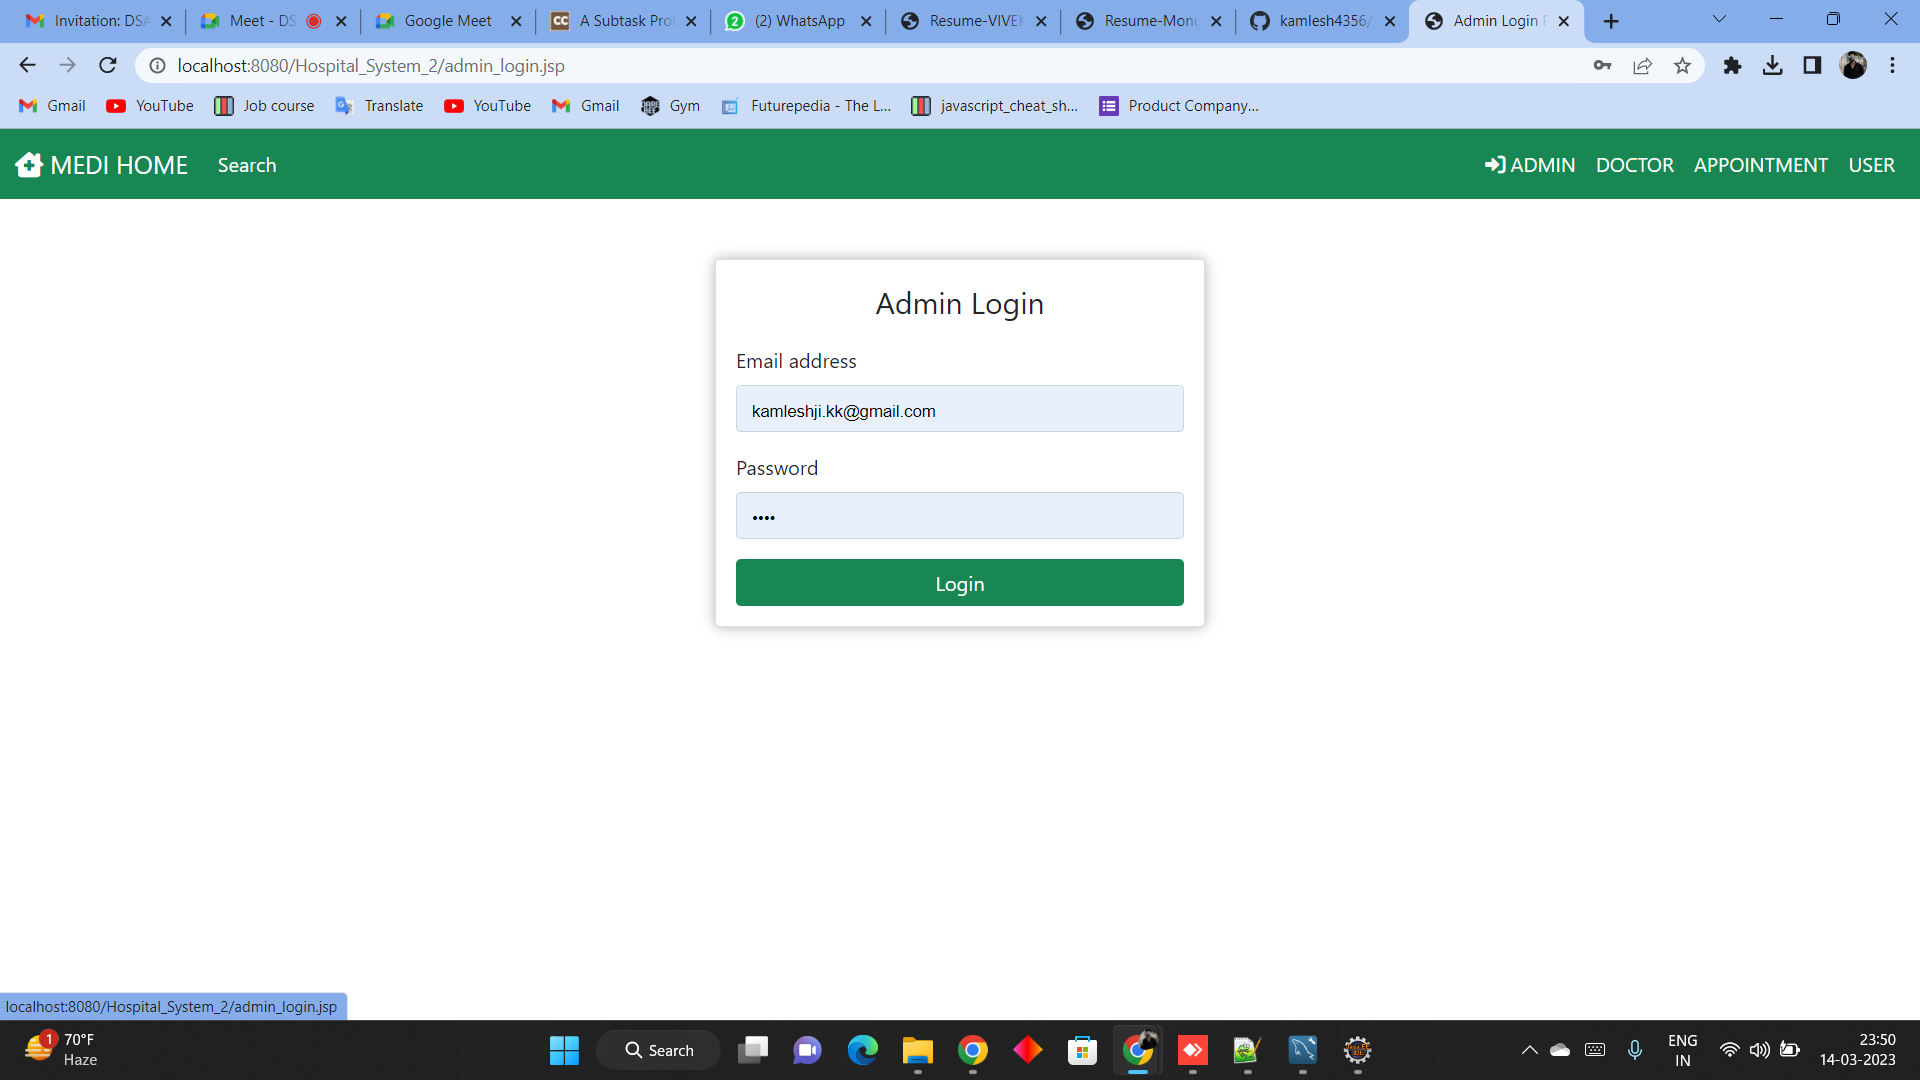 Invitation: DSA
Meet - DS
Google Meet
CC A Subtask Pro
2 (2) WhatsApp
Resume-VIVEK
Resume-Monu
kamlesh4356/
Admin Login
localhost:8080/Hospital_System_2/admin_login.jsp
Gmail YouTube Job course Translate YouTube Gmail Gym Futurepedia - The L... javascript_cheat_sh... Product Company...
MEDI HOME Search ADMIN DOCTOR APPOINTMENT USER
Admin Login
Email address
kamleshji.kk@gmail.com
Password
••••
Login
localhost:8080/Hospital_System_2/admin_login.jsp
1 70°F
Haze
Search
ENG
IN
23:50
14-03-2023